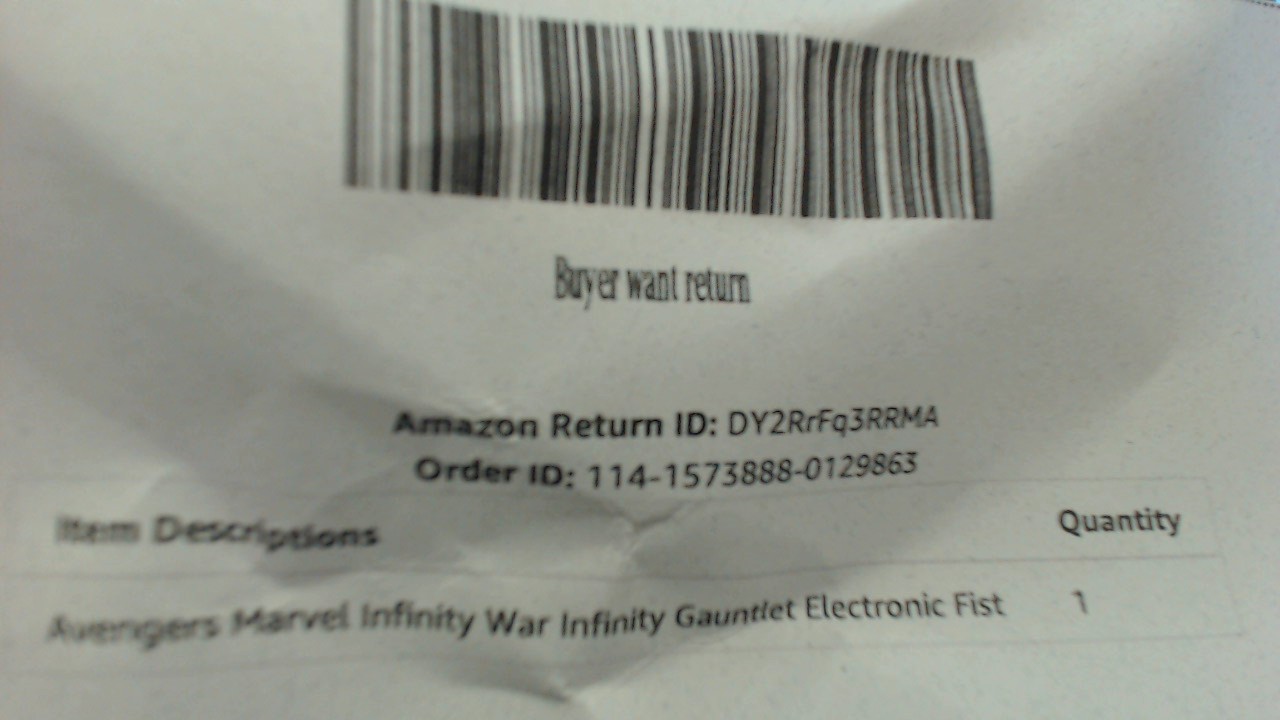 Buyer want return
Amazon Return ID: DY2RrFq3RRMA
Order ID: 114-1573888-0129863
Item Descriptions Quantity
Avengers Marvel Infinity War Infinity Gauntlet Electronic Fist 1